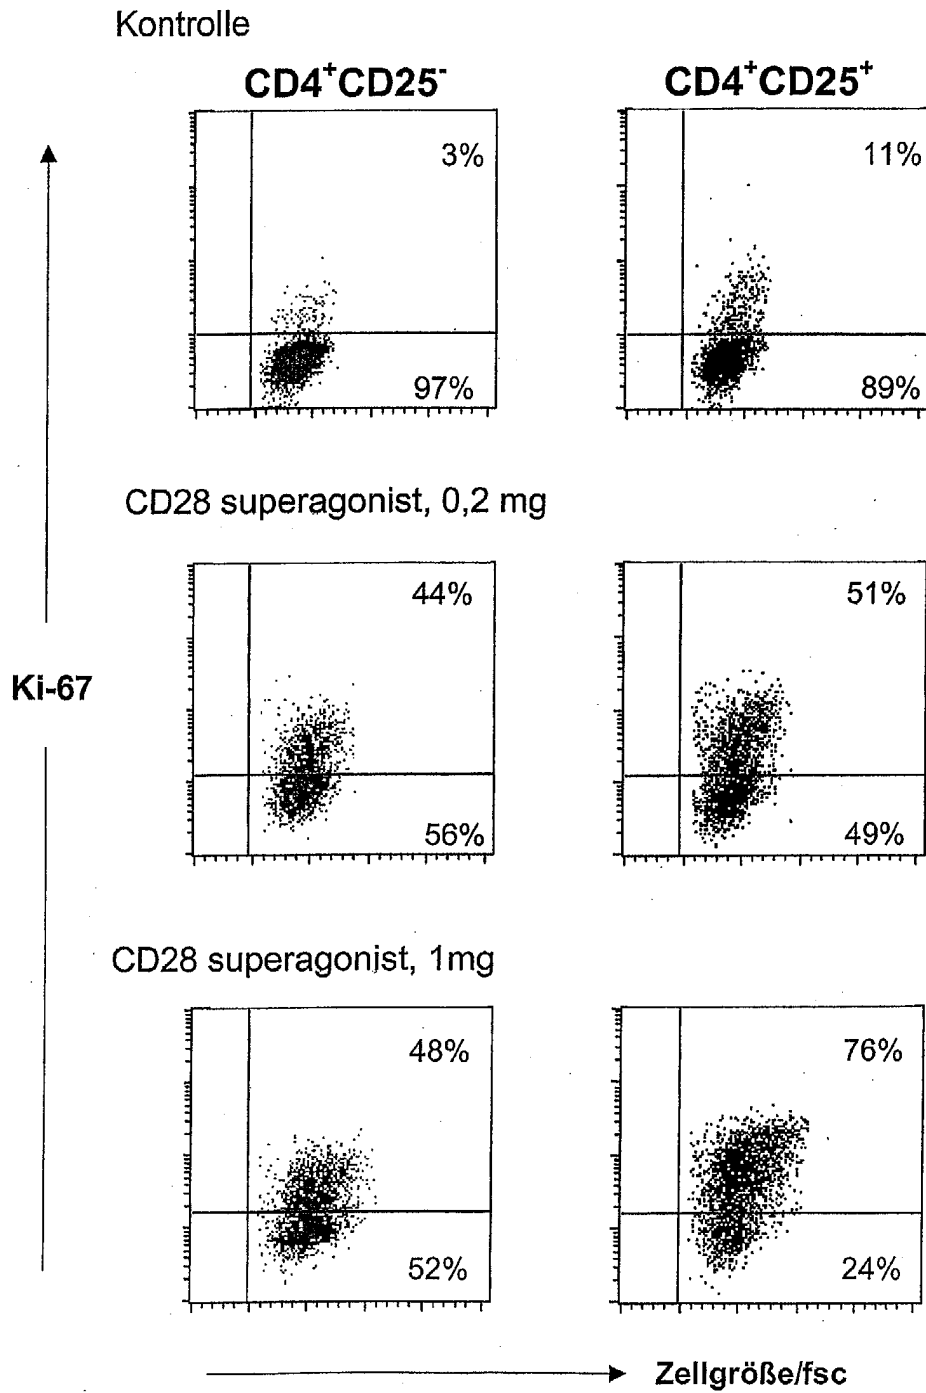 Kontrolle
CD4⁺CD25⁻ CD4⁺CD25⁺
3% 11%
97% 89%
CD28 superagonist, 0,2 mg
44% 51%
Ki-67
56% 49%
CD28 superagonist, 1mg
48% 76%
52% 24%
Zellgröße/fsc